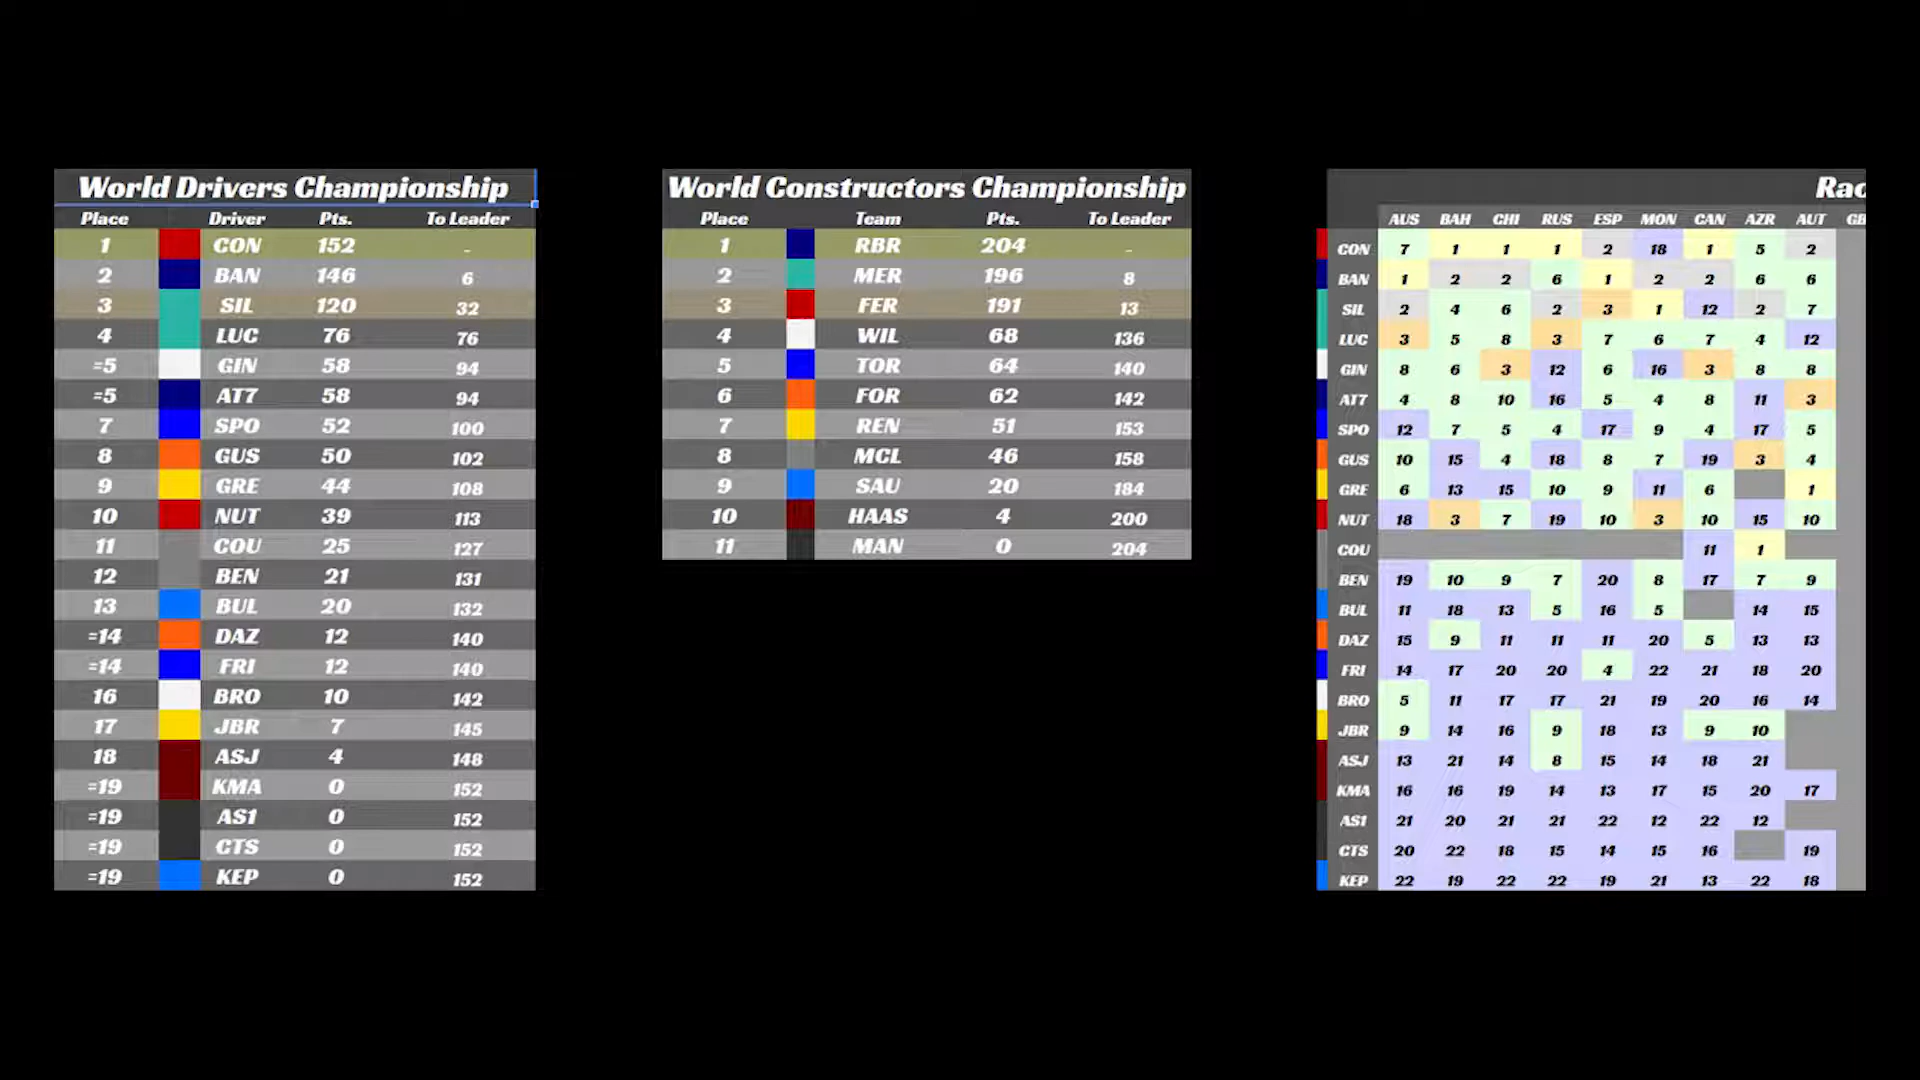 World Drivers Championship
Place Driver Pts. To Leader
1 CON 152 -
2 BAN 146 6
3 SIL 120 32
4 LUC 76 76
=5 GIN 58 94
=5 AT7 58 94
7 SPO 52 100
8 GUS 50 102
9 GRE 44 108
10 NUT 39 113
11 COU 25 127
12 BEN 21 131
13 BUL 20 132
=14 DAZ 12 140
=14 FRI 12 140
16 BRO 10 142
17 JBR 7 145
18 ASJ 4 148
=19 KMA 0 152
=19 AS1 0 152
=19 CTS 0 152
=19 KEP 0 152
World Constructors Championship
Place Team Pts. To Leader
1 RBR 204 -
2 MER 196 8
3 FER 191 13
4 WIL 68 136
5 TOR 64 140
6 FOR 62 142
7 REN 51 153
8 MCL 46 158
9 SAU 20 184
10 HAAS 4 200
11 MAN 0 204
Rac
AUS BAH CHI RUS ESP MON CAN AZR AUT GB
CON 7 1 1 1 2 18 1 5 2
BAN 1 2 2 6 1 2 2 6 6
SIL 2 4 6 2 3 1 12 2 7
LUC 3 5 8 3 7 6 7 4 12
GIN 8 6 3 12 6 16 3 8 8
AT7 4 8 10 16 5 4 8 11 3
SPO 12 7 5 4 17 9 4 17 5
GUS 10 15 4 18 8 7 19 3 4
GRE 6 13 15 10 9 11 6 1
NUT 18 3 7 19 10 3 10 15 10
COU 11 1
BEN 19 10 9 7 20 8 17 7 9
BUL 11 18 13 5 16 5 14 15
DAZ 15 9 11 11 11 20 5 13 13
FRI 14 17 20 20 4 22 21 18 20
BRO 5 11 17 17 21 19 20 16 14
JBR 9 14 16 9 18 13 9 10
ASJ 13 21 14 8 15 14 18 21
KMA 16 16 19 14 13 17 15 20 17
AS1 21 20 21 21 22 12 22 12
CTS 20 22 18 15 14 15 16 19
KEP 22 19 22 22 19 21 13 22 18